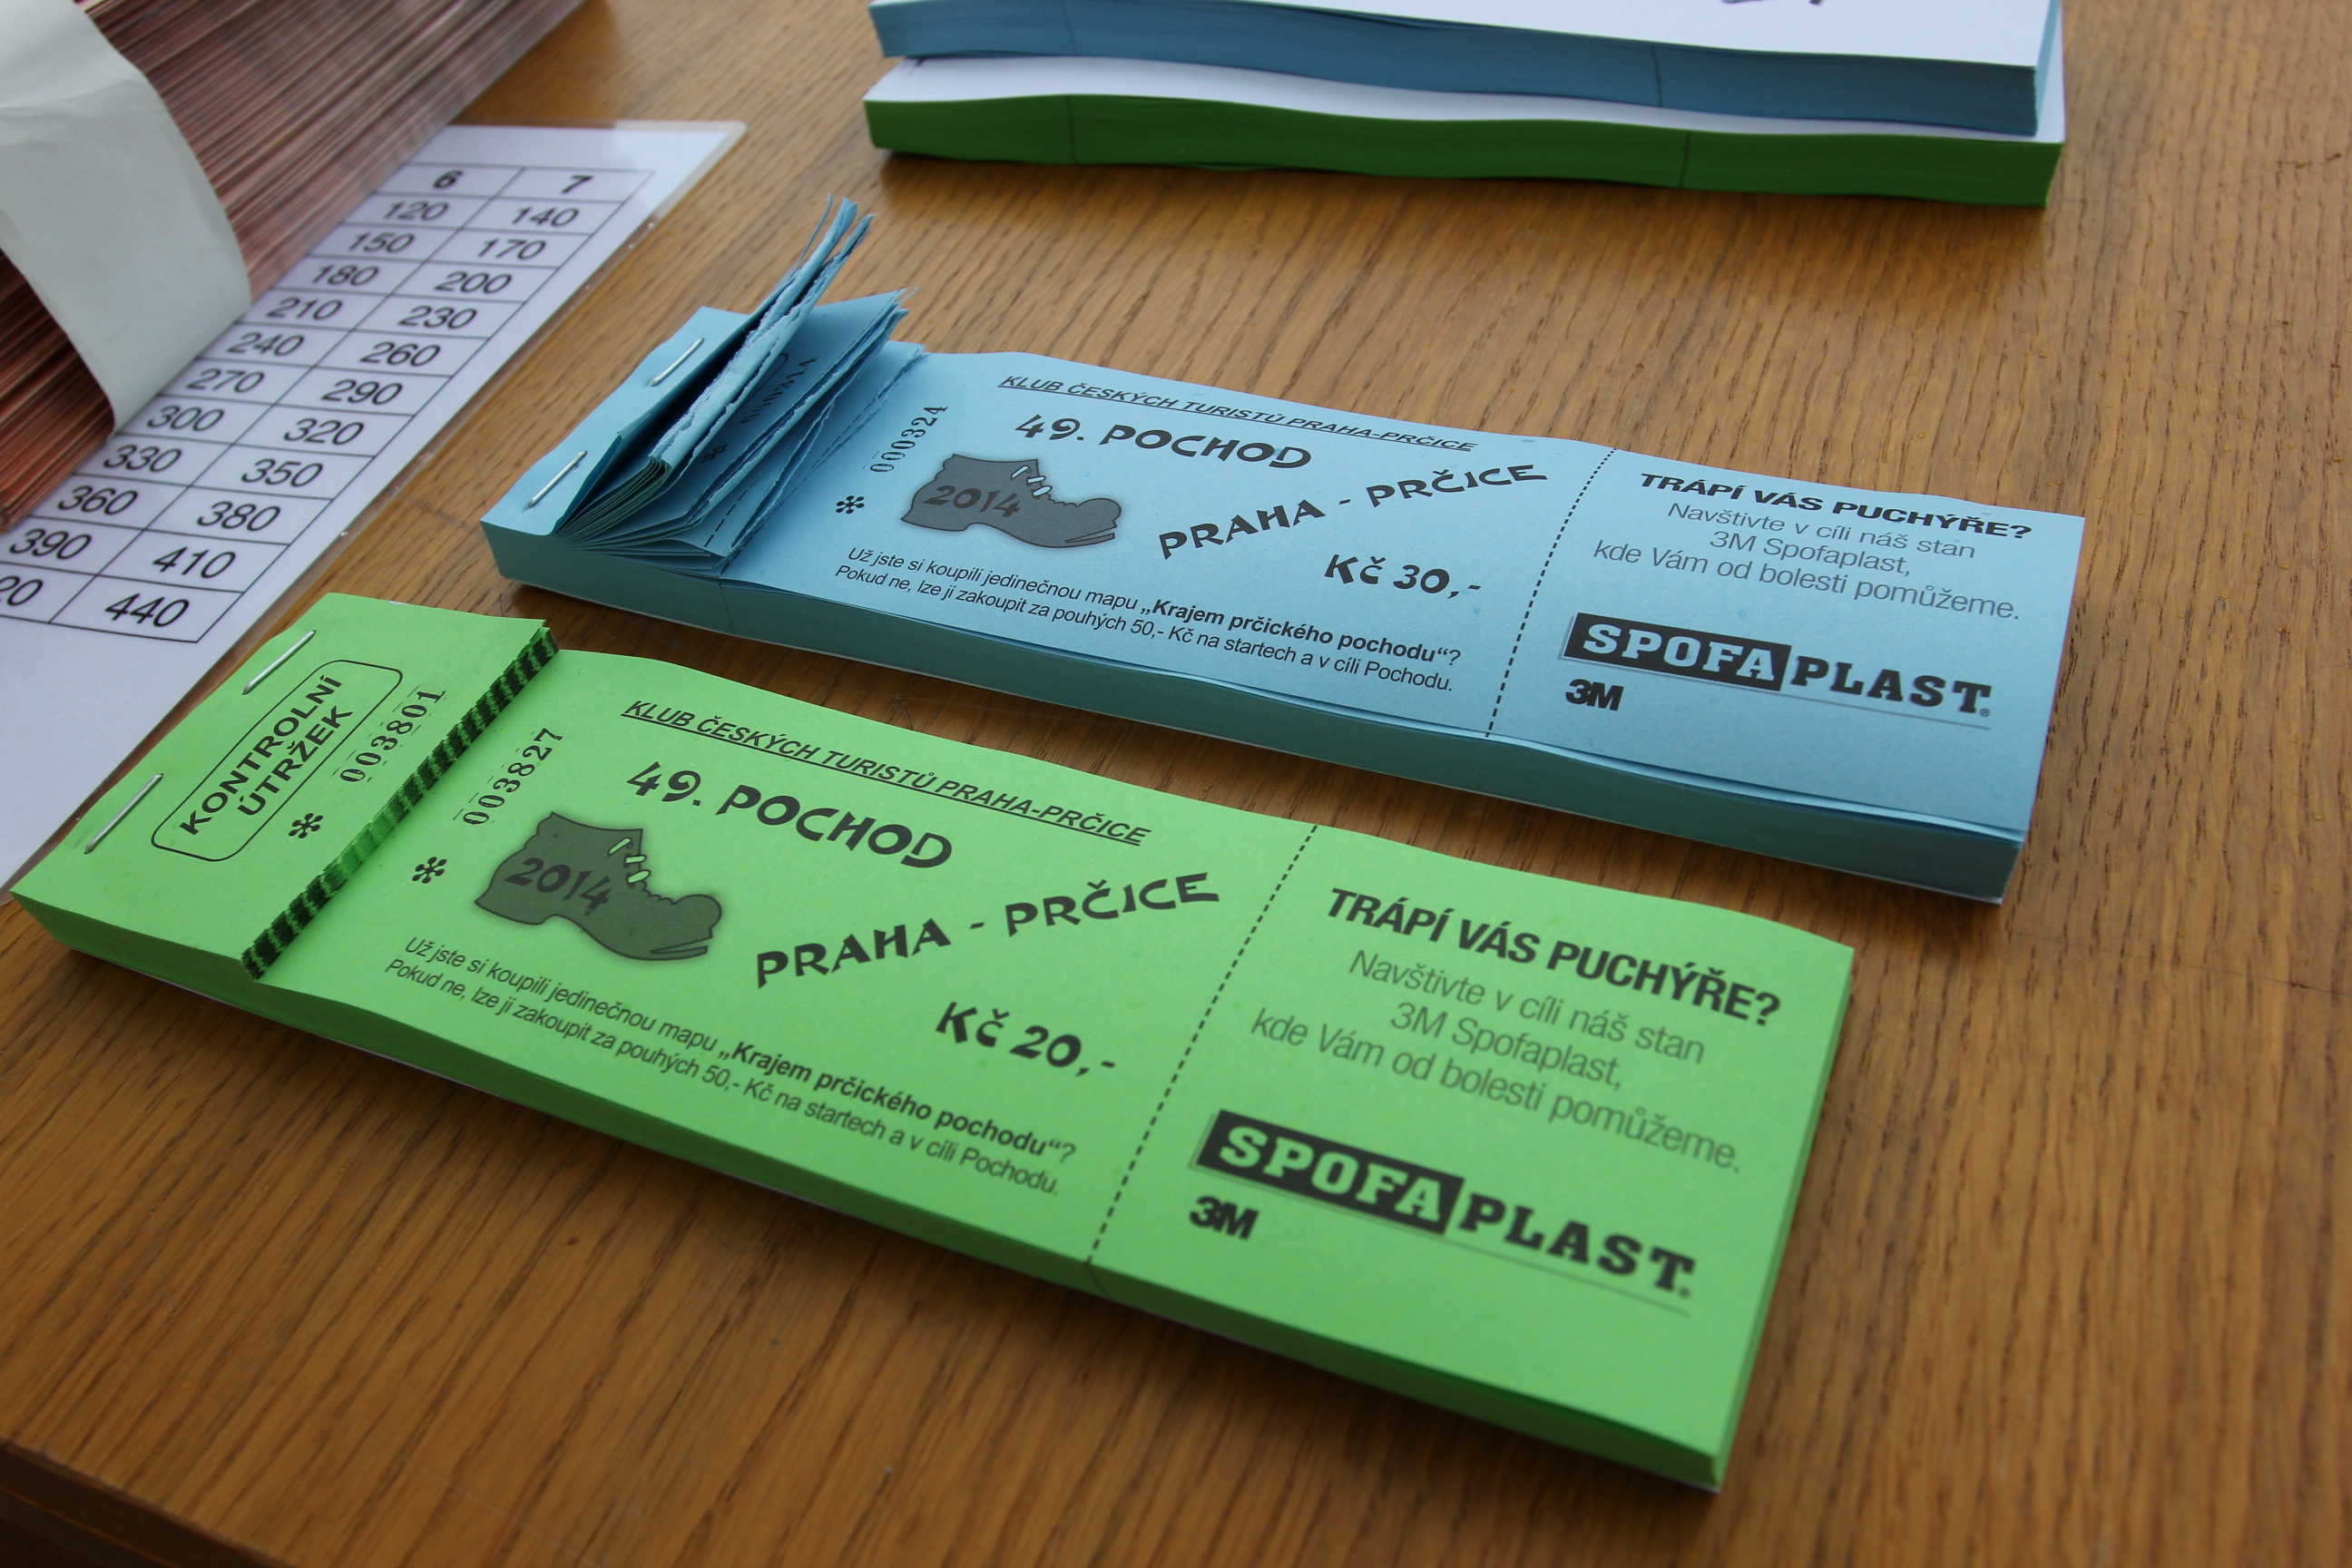 6 7
120 140
150 170
180 200
210 230
240 260
270 290
300 320
330 350
360 380
390 410
20 440
000314
*
000324
*
KLUB ČESKÝCH TURISTŮ PRAHA-PRČICE
49. POCHOD
2014
PRAHA - PRČICE
Kč 30,-
Už jste si koupili jedinečnou mapu „Krajem prčického pochodu“?
Pokud ne, lze ji zakoupit za pouhých 50,- Kč na startech a v cíli Pochodu.
TRÁPÍ VÁS PUCHÝŘE?
Navštivte v cíli náš stan
3M Spofaplast,
kde Vám od bolesti pomůžeme.
SPOFAPLAST®
3M
KONTROLNÍ
ÚTRŽEK
* 003801
* 003827
KLUB ČESKÝCH TURISTŮ PRAHA-PRČICE
49. POCHOD
2014
PRAHA - PRČICE
Kč 20,-
Už jste si koupili jedinečnou mapu „Krajem prčického pochodu“?
Pokud ne, lze ji zakoupit za pouhých 50,- Kč na startech a v cíli Pochodu.
TRÁPÍ VÁS PUCHÝŘE?
Navštivte v cíli náš stan
3M Spofaplast,
kde Vám od bolesti pomůžeme.
SPOFAPLAST®
3M